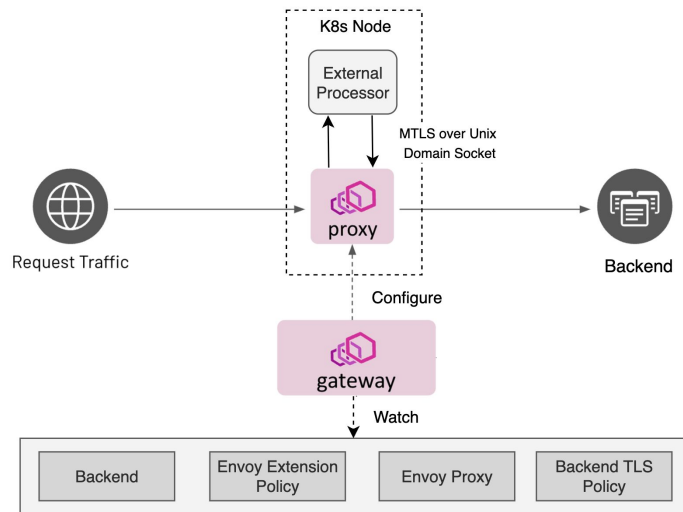 K8s Node
External
Processor
MTLS over Unix
Domain Socket
proxy
Request Traffic
Backend
Configure
gateway
Watch
Backend
Envoy Extension
Policy
Envoy Proxy
Backend TLS
Policy